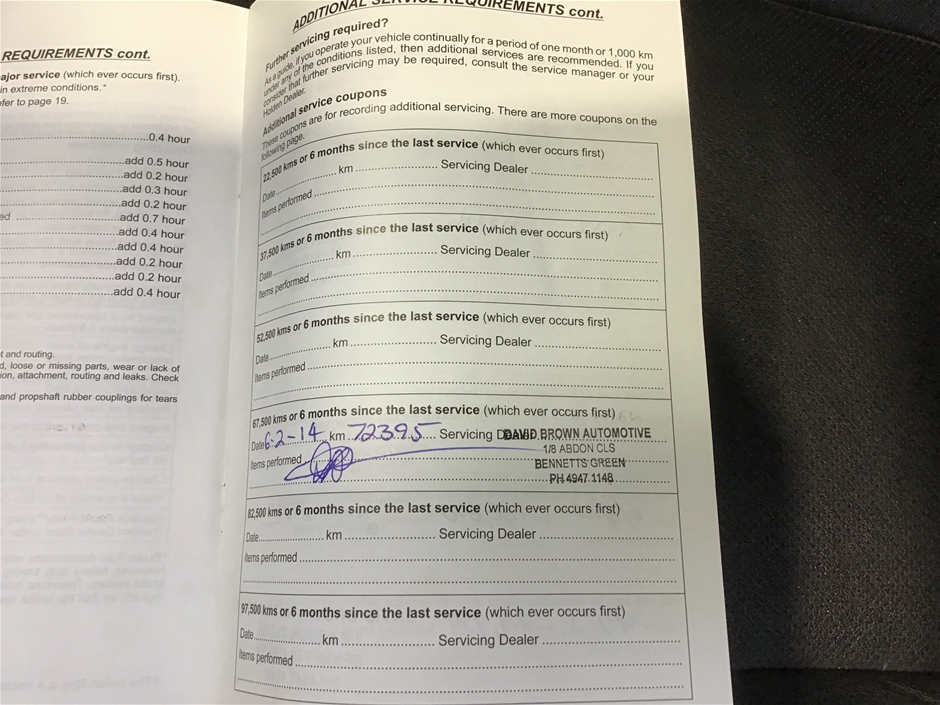 REQUIREMENTS cont.
ajor service (which ever occurs first).
in extreme conditions.*
efer to page 19.
0.4 hour
add 0.5 hour
add 0.2 hour
add 0.3 hour
add 0.2 hour
ed add 0.7 hour
add 0.4 hour
add 0.4 hour
add 0.2 hour
add 0.2 hour
add 0.4 hour
t and routing.
d, loose or missing parts, wear or lack of
ion, attachment, routing and leaks. Check
and propshaft rubber couplings for tears
ADDITIONAL SERVICE REQUIREMENTS cont.
Further servicing required?
As a guide, if you operate your vehicle continually for a period of one month or 1,000 km
under any of the conditions listed, then additional services are recommended. If you
consider that further servicing may be required, consult the service manager or your
Holden Dealer.
Additional service coupons
These coupons are for recording additional servicing. There are more coupons on the
following page.
22,500 kms or 6 months since the last service (which ever occurs first)
Date.................... km ........................ Servicing Dealer ....................................
Items performed ....................................
37,500 kms or 6 months since the last service (which ever occurs first)
Date.................... km ........................ Servicing Dealer ....................................
Items performed ....................................
52,500 kms or 6 months since the last service (which ever occurs first)
Date.................... km ........................ Servicing Dealer ....................................
Items performed ....................................
67,500 kms or 6 months since the last service (which ever occurs first)
Date 6-2-14 km 72395 Servicing DAVID BROWN AUTOMOTIVE
1/8 ABDON CLS
Items performed BENNETTS GREEN
PH 4947 1148
82,500 kms or 6 months since the last service (which ever occurs first)
Date.................... km ........................ Servicing Dealer ....................................
Items performed ....................................
97,500 kms or 6 months since the last service (which ever occurs first)
Date.................... km ........................ Servicing Dealer ....................................
Items performed ....................................